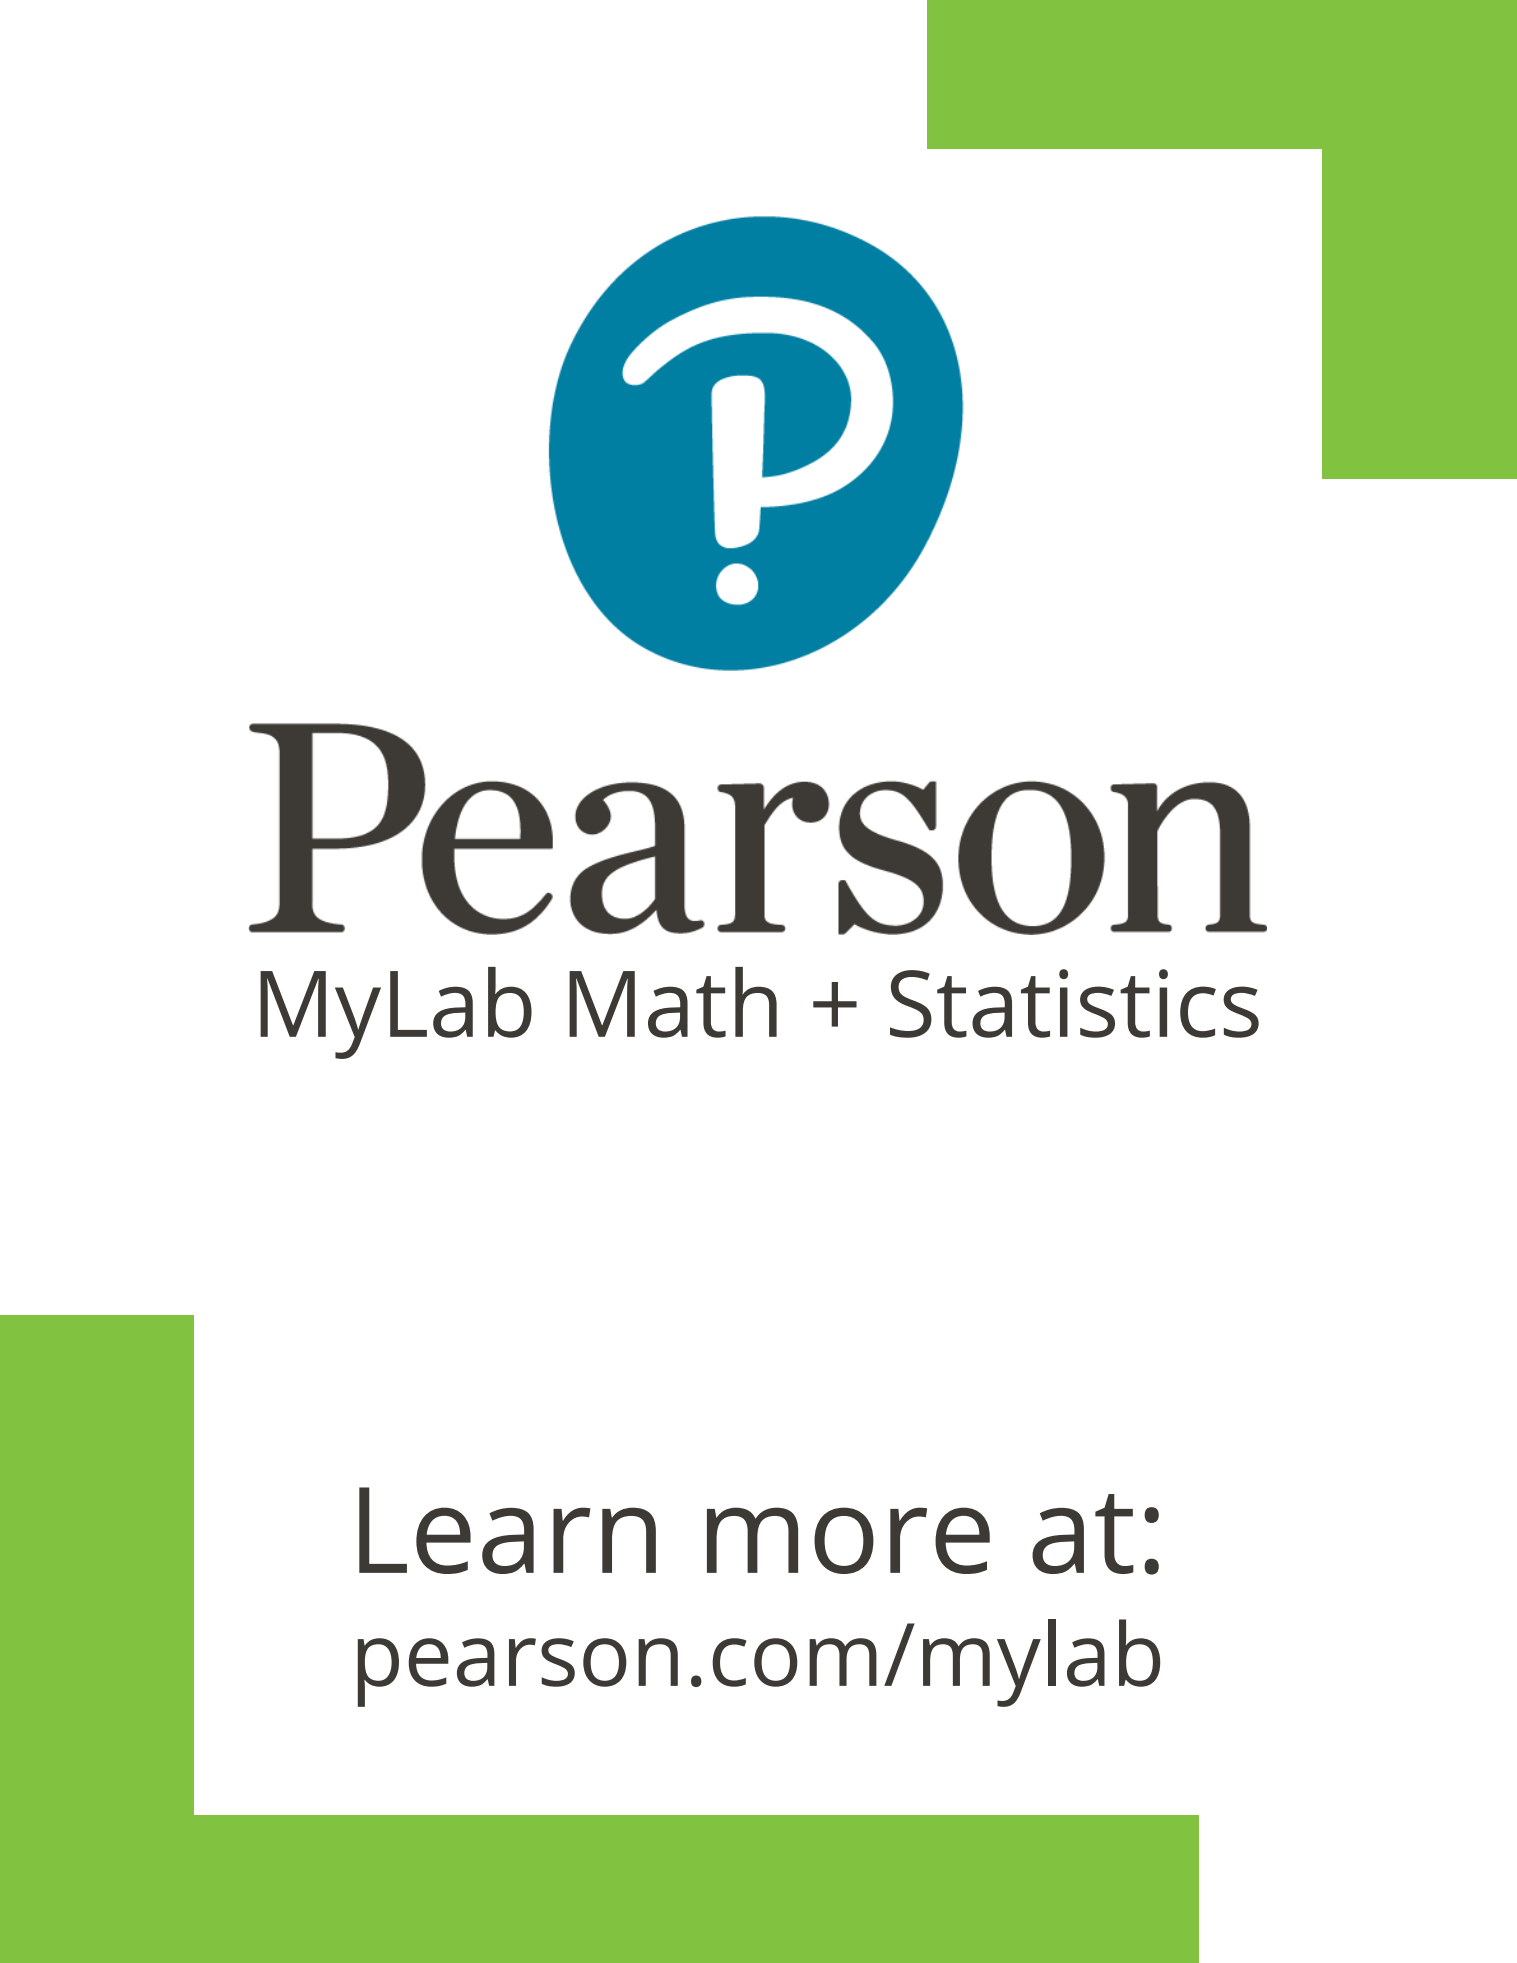 Pearson
MyLab Math + Statistics
Learn more at:
pearson.com/mylab